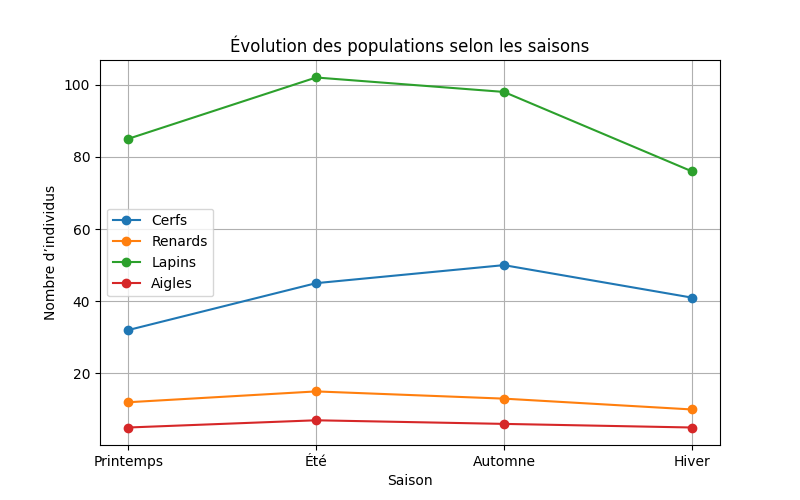 Évolution des populations selon les saisons
100
80
60
40
20
Nombre d’individus
Cerfs
Renards
Lapins
Aigles
Printemps
Été
Automne
Hiver
Saison